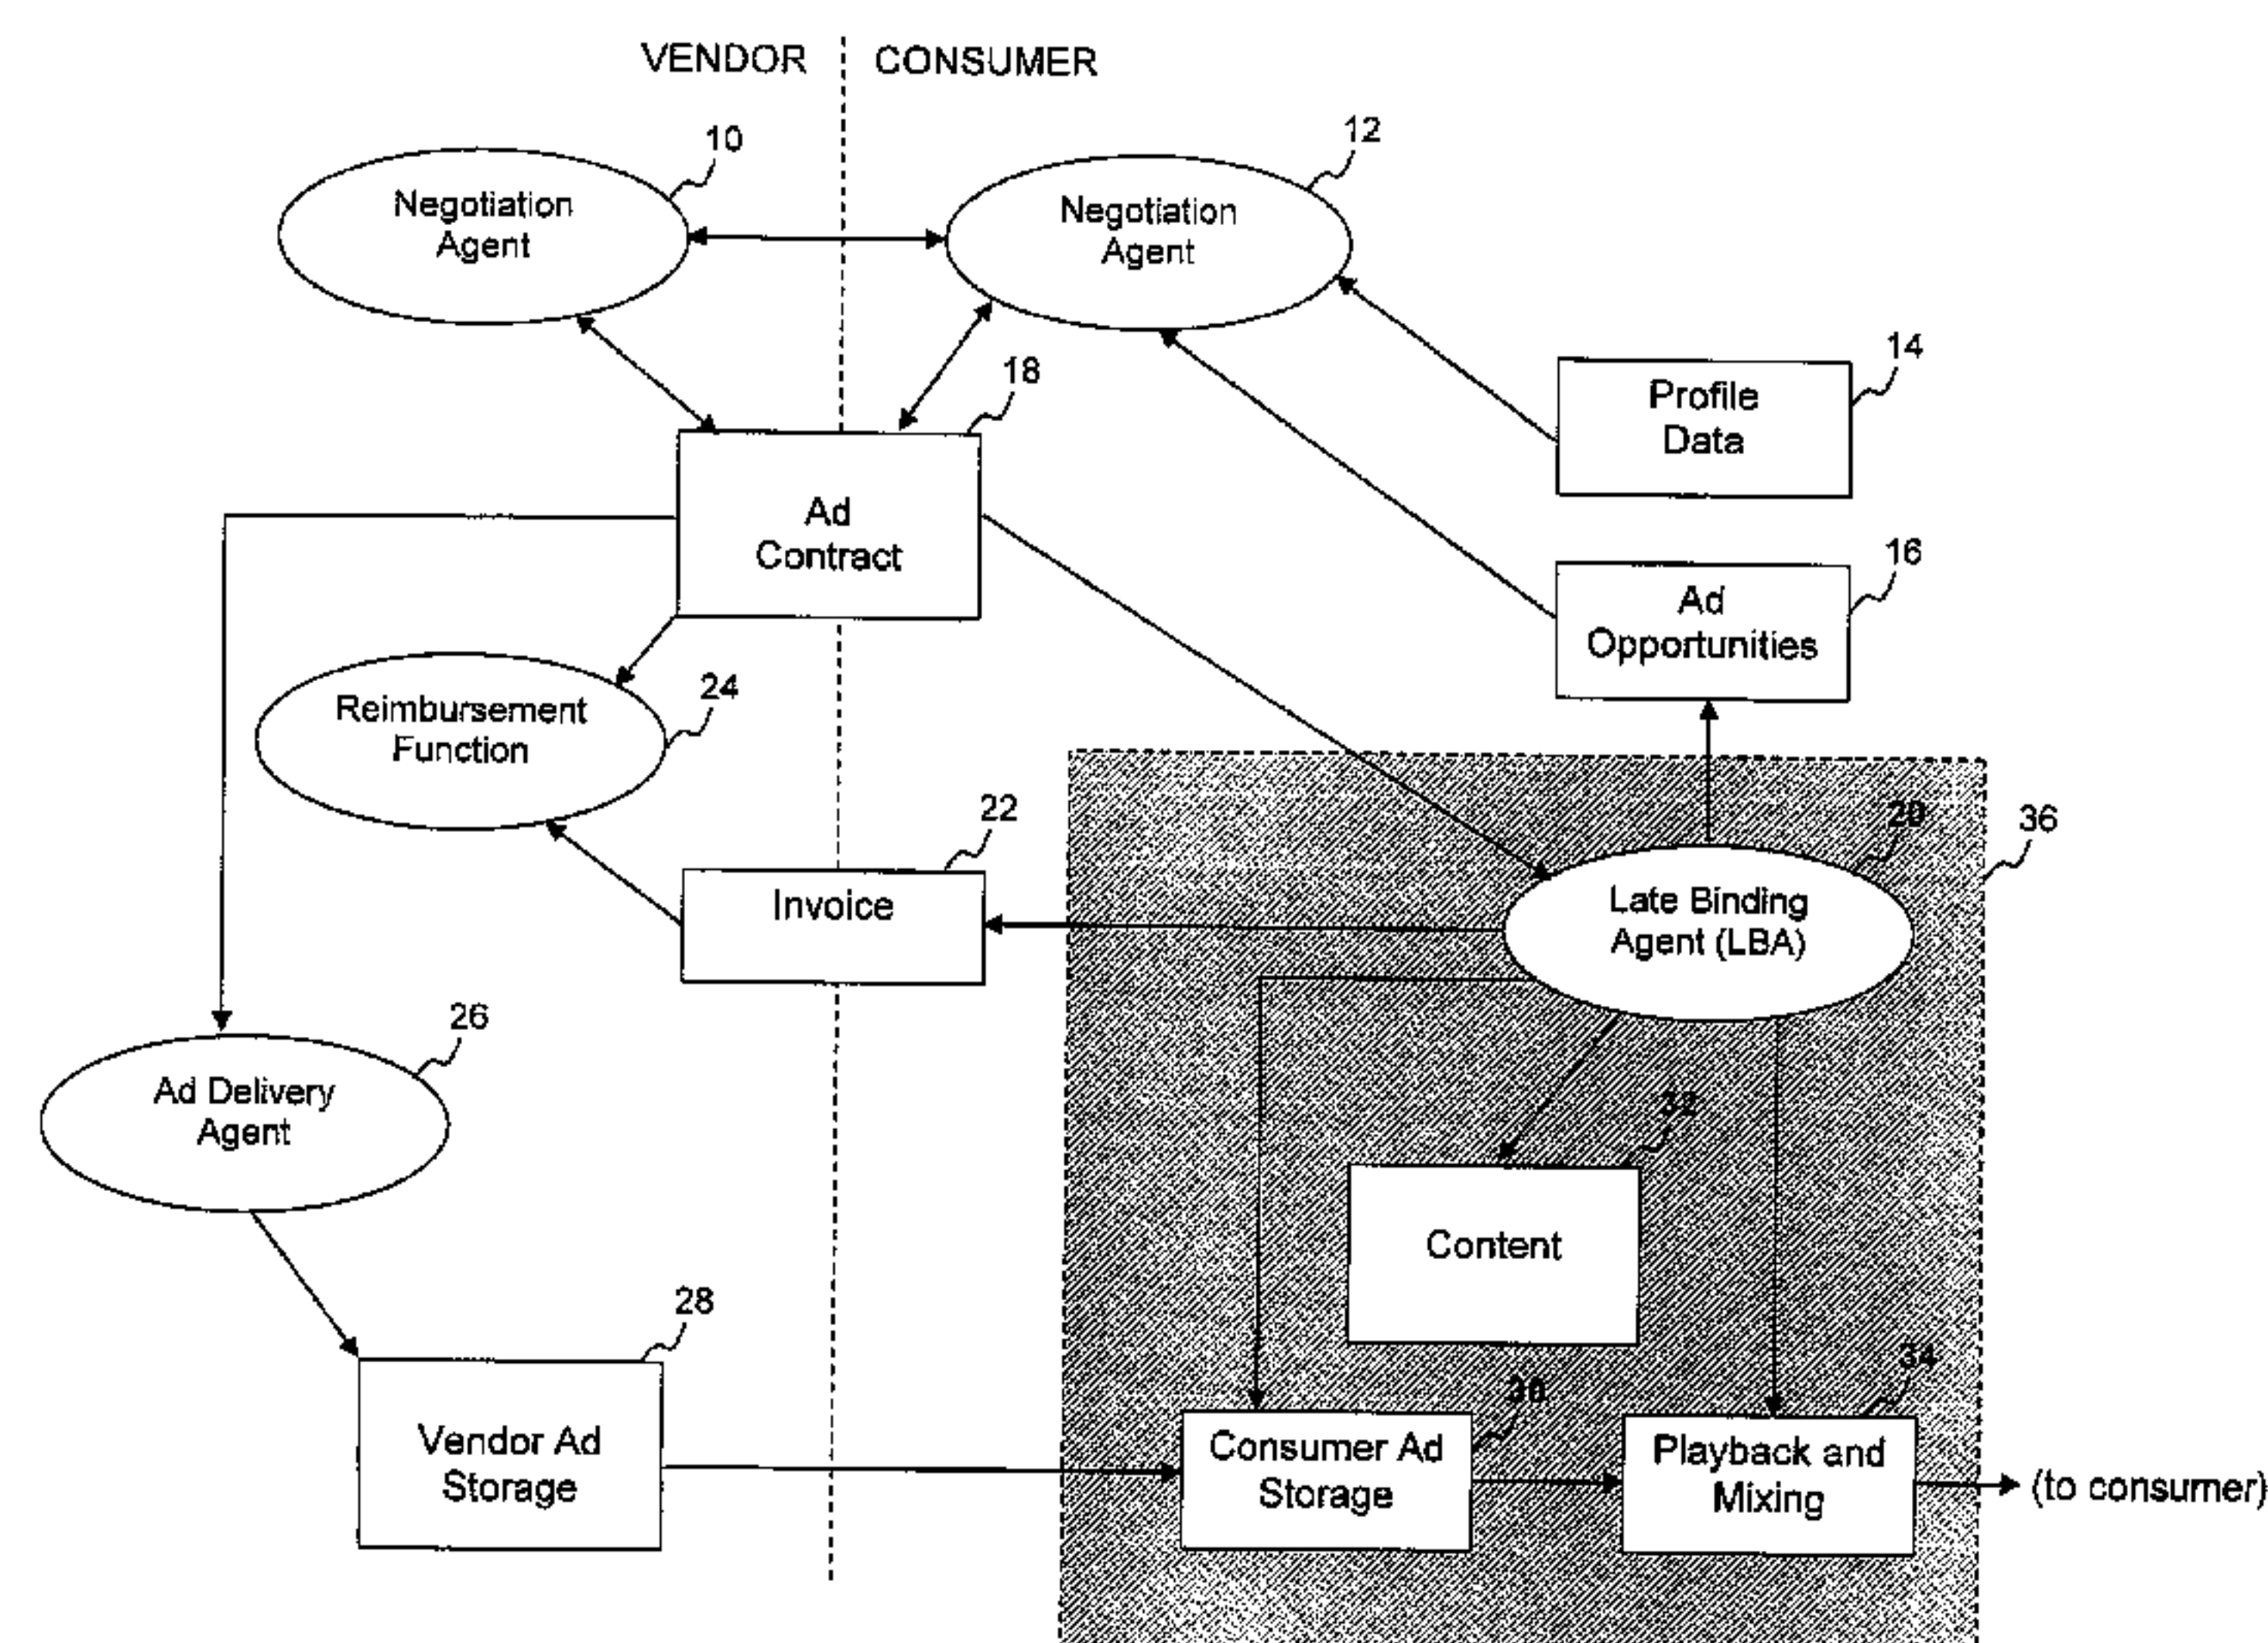 VENDOR
CONSUMER
10
12
Negotiation
Agent
Negotiation
Agent
14
18
Profile
Data
Ad
Contract
16
Ad
Opportunities
24
Reimbursement
Function
22
20
36
Invoice
Late Binding
Agent (LBA)
26
Ad Delivery
Agent
32
Content
28
34
30
Vendor Ad
Storage
Consumer Ad
Storage
Playback and
Mixing
(to consumer)